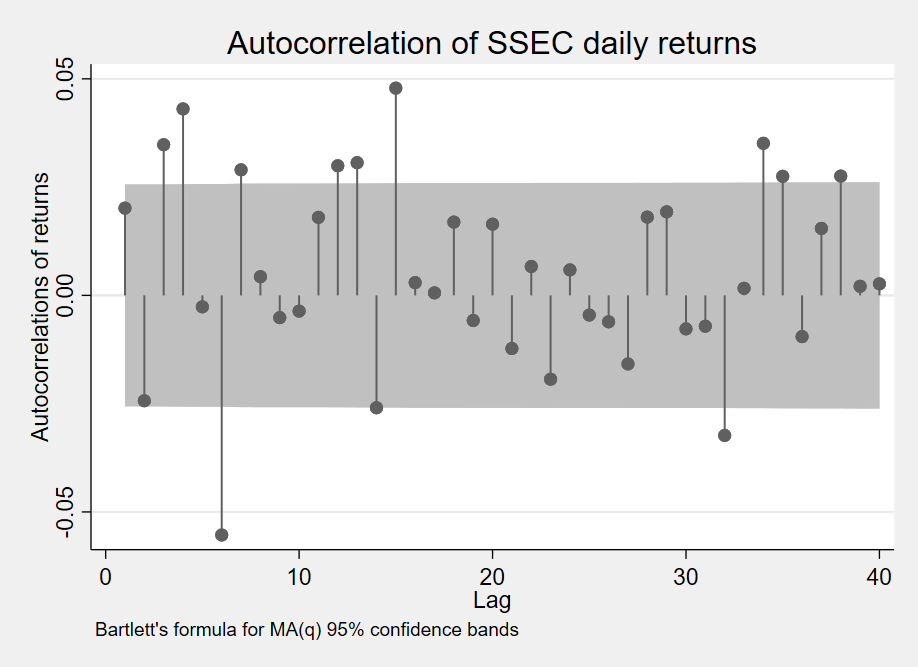 Autocorrelation of SSEC daily returns
Autocorrelations of returns
0.05
0.00
-0.05
0 10 20 30 40
Lag
Bartlett's formula for MA(q) 95% confidence bands